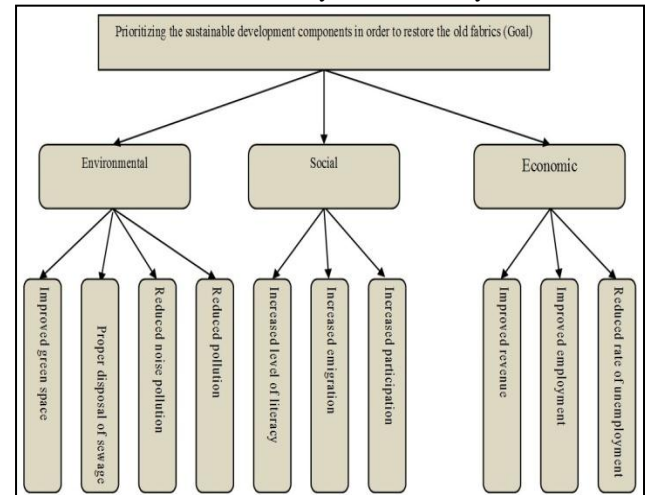 Prioritizing the sustainable development components in order to restore the old fabrics (Goal)
Environmental
Social
Economic
Improved green space
Proper disposal of sewage
Reduced noise pollution
Reduced pollution
Increased level of literacy
Increased emigration
Increased participation
Improved revenue
Improved employment
Reduced rate of unemployment